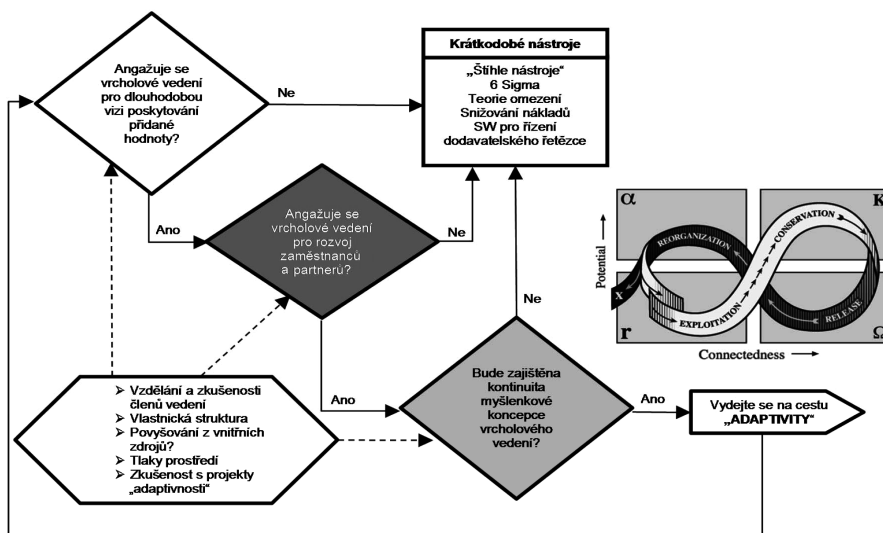 Angažuje se
vrcholové vedení
pro dlouhodobou
vizi poskytování
přidané
hodnoty?
Ne
Krátkodobé nástroje
„Štíhle nástroje“
6 Sigma
Teorie omezení
Snižování nákladů
SW pro řízení
dodavatelského řetězce
Ano
Angažuje se
vrcholové vedení
pro rozvoj
zaměstnanců
a partnerů?
Ne
α
K
REORGANIZATION
CONSERVATION
Potential
X
EXPLOITATION
RELEASE
r
Ω
Connectedness
Ne
Ano
Bude zajištěna
kontinuita
myšlenkové
koncepce
vrcholového
vedení?
Ano
Vydejte se na cestu
„ADAPTIVITY“
➢ Vzdělání a zkušenosti
členů vedení
➢ Vlastnická struktura
➢ Povyšování z vnitřních
zdrojů?
➢ Tlaky prostředí
➢ Zkušenost s projekty
„adaptivnosti“